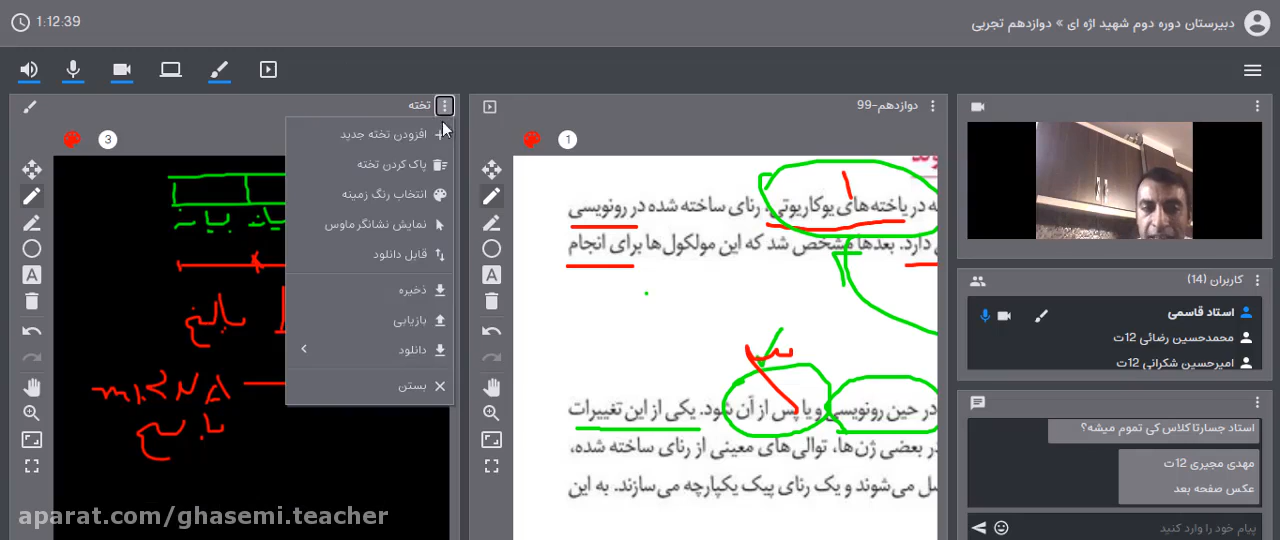 1:12:39
دبیرستان دوره دوم شهید اژه ای » دوازدهم تجربی
تخته
3
افزودن تخته جدید
پاک کردن تخته
انتخاب رنگ زمینه
نمایش نشانگر ماوس
قابل دانلود
ذخیره
بازیابی
دانلود
بستن
نابالغ
بالغ
mRNA
aparat.com/ghasemi.teacher
دوازدهم-99
1
در یاخته‌های یوکاریوتی، رنای ساخته شده در رونویسی
دارد. بعدها مشخص شد که این مولکول‌ها برای انجام
در حین رونویسی و یا پس از آن شود. یکی از این تغییرات
در بعضی ژن‌ها، توالی‌های معینی از رنای ساخته شده،
می‌شوند و یک رنای پیک یکپارچه می‌سازند. به این
کاربران (14)
استاد قاسمی
محمدحسین رضائی 12ت
امیرحسین شکرانی 12ت
استاد جسارتا کلاس کی تموم میشه؟
مهدی مجیری 12ت
عکس صفحه بعد
پیام خود را وارد کنید